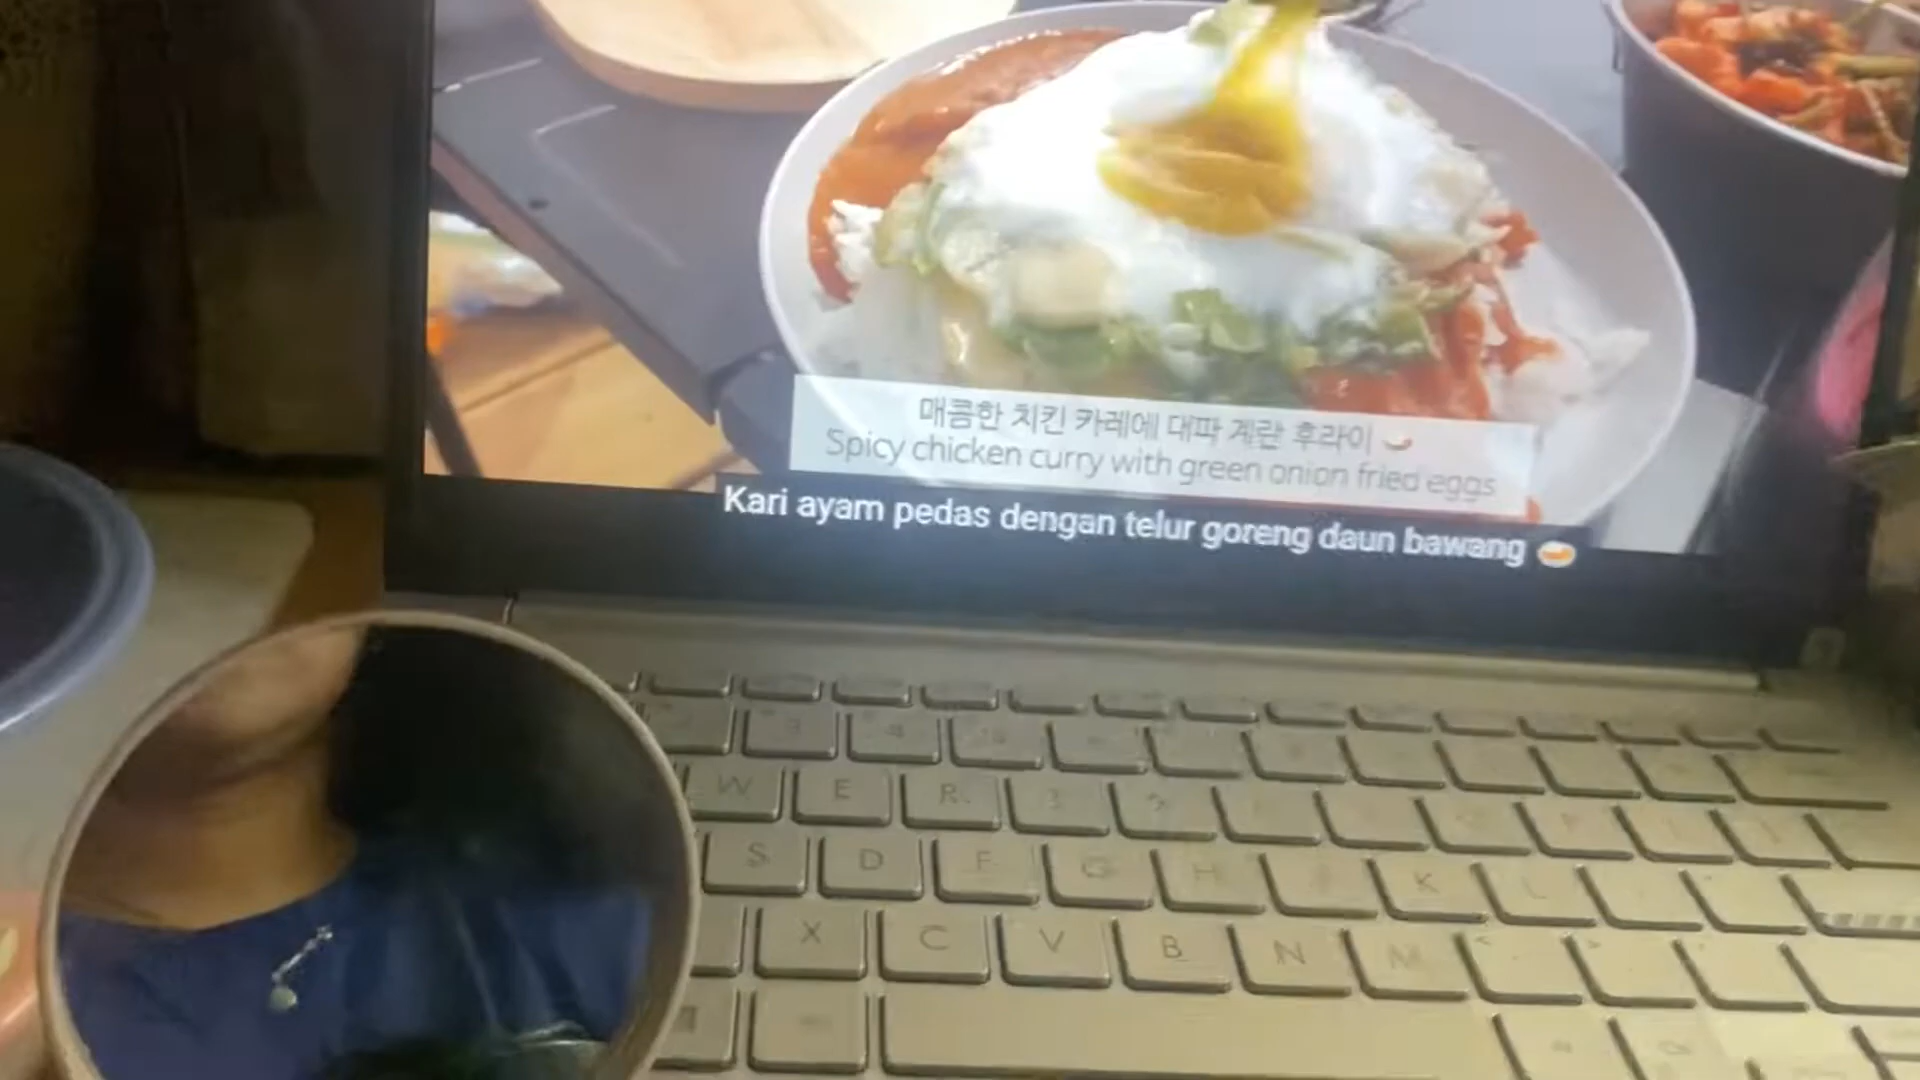 매콤한 치킨 카레에 대파 계란 후라이
Spicy chicken curry with green onion fried eggs
Kari ayam pedas dengan telur goreng daun bawang
W E R
S D F G H K L
X C V B N M